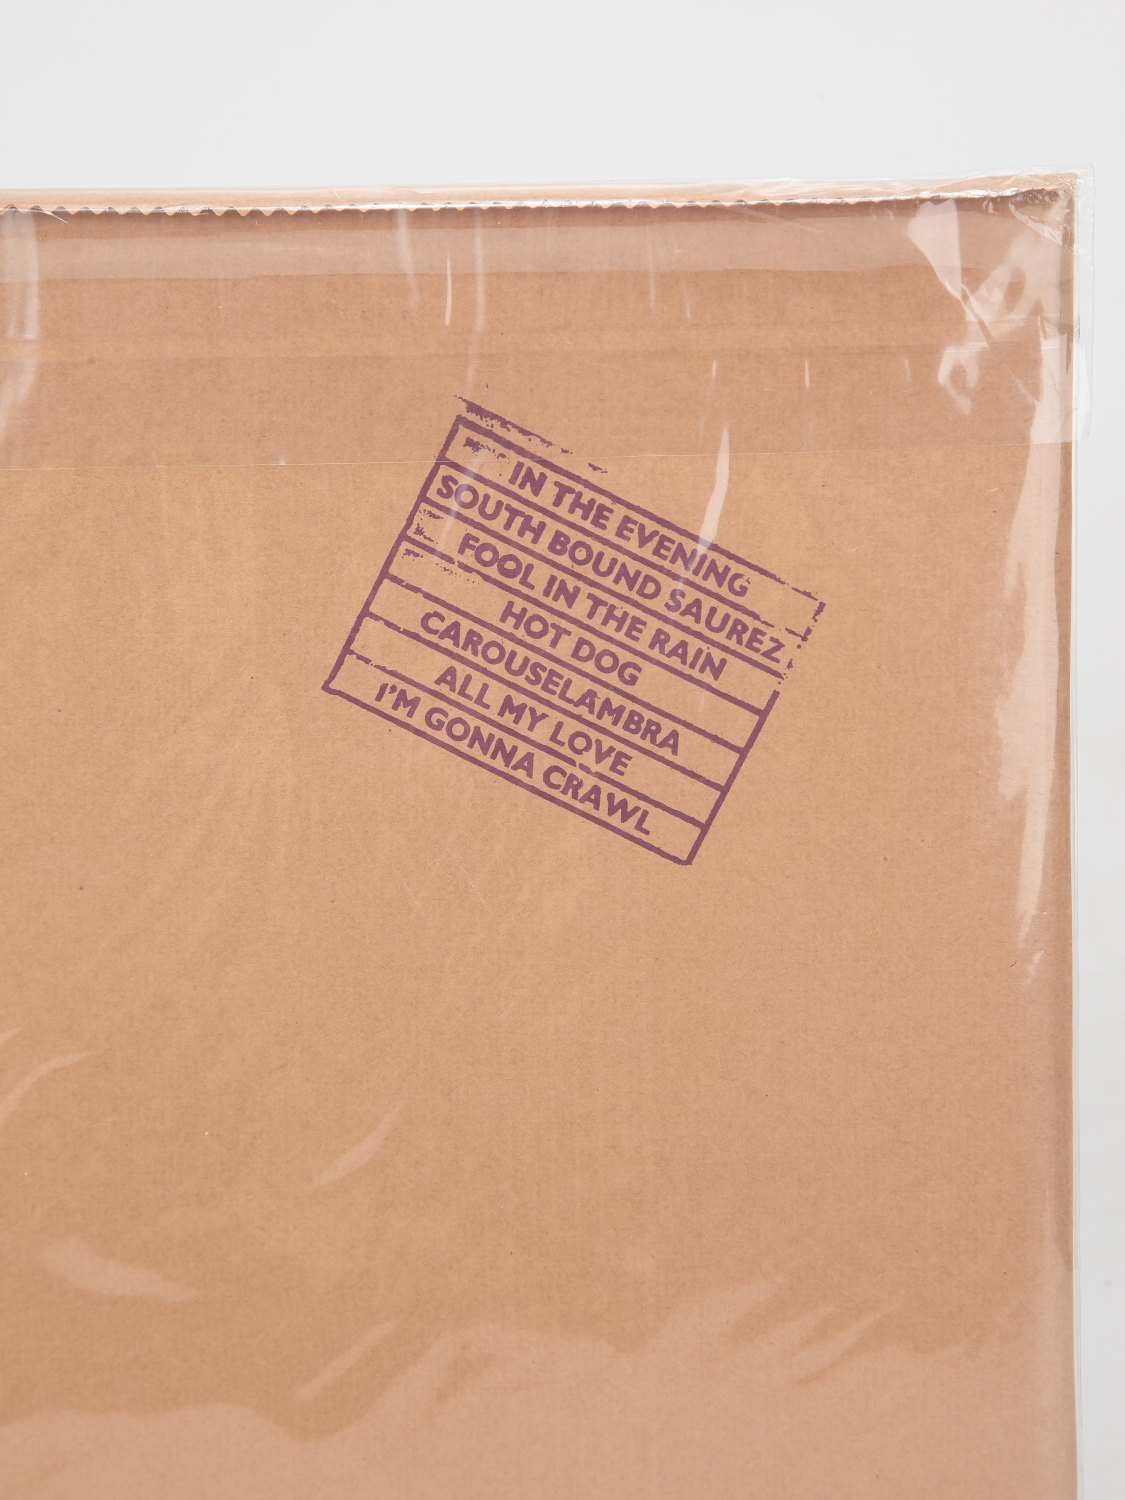 IN THE EVENING
SOUTH BOUND SAUREZ
FOOL IN THE RAIN
HOT DOG
CAROUSELAMBRA
ALL MY LOVE
I'M GONNA CRAWL